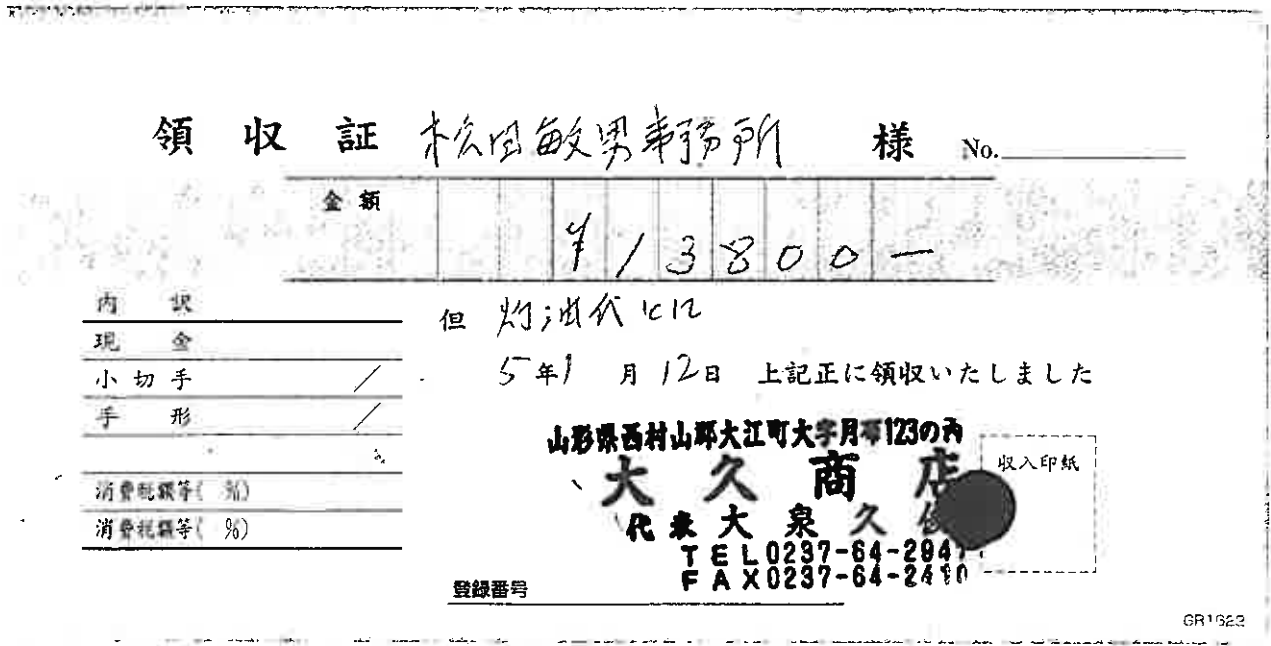 領収証 松田敏男事務所 様 No.
金額 ¥13800-
但 灯油代
5年1月12日 上記正に領収いたしました
内訳
現金
小切手 /
手形 /
消費税額等( %)
消費税額等( %)
山形県西村山郡大江町大字月布123の内
大久商店
代表 大泉久
TEL0237-64-294
FAX0237-64-24
収入印紙
登録番号
GR1623